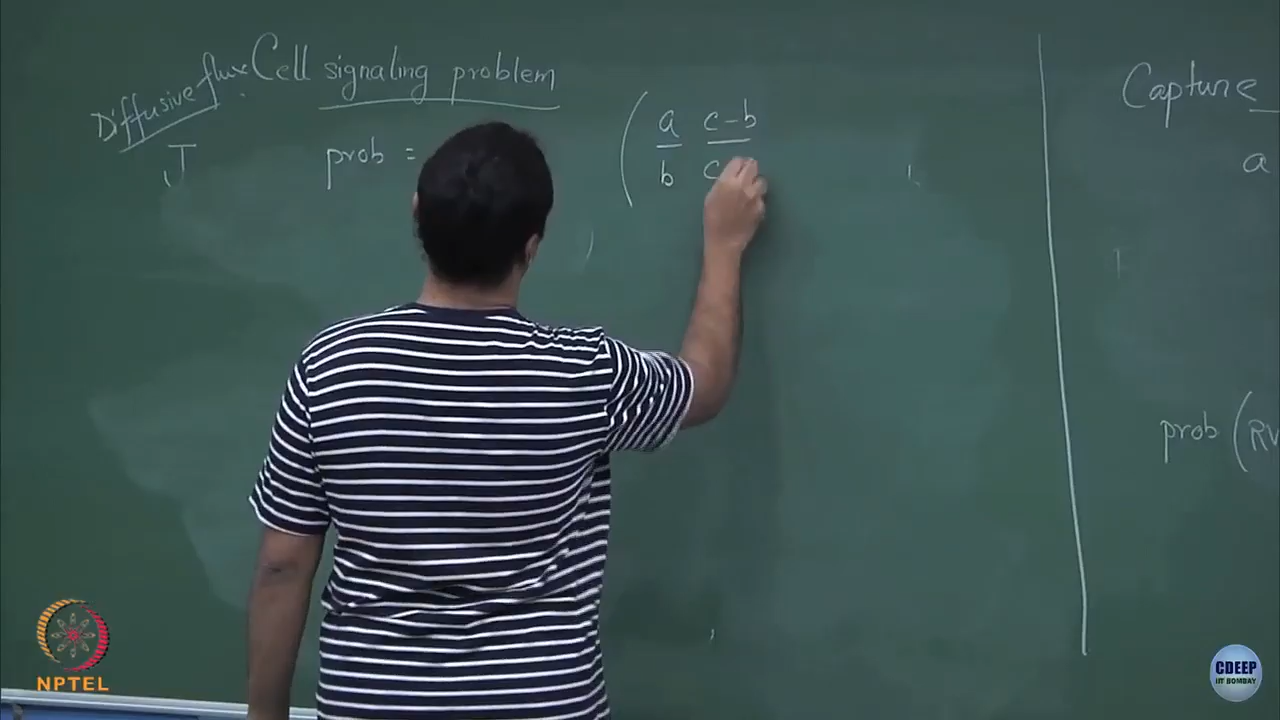 Diffusive flux
J
Cell signaling problem
prob =
( a/b c-b/c
Capture
a
prob (RV
NPTEL
CDEEP
IIT BOMBAY